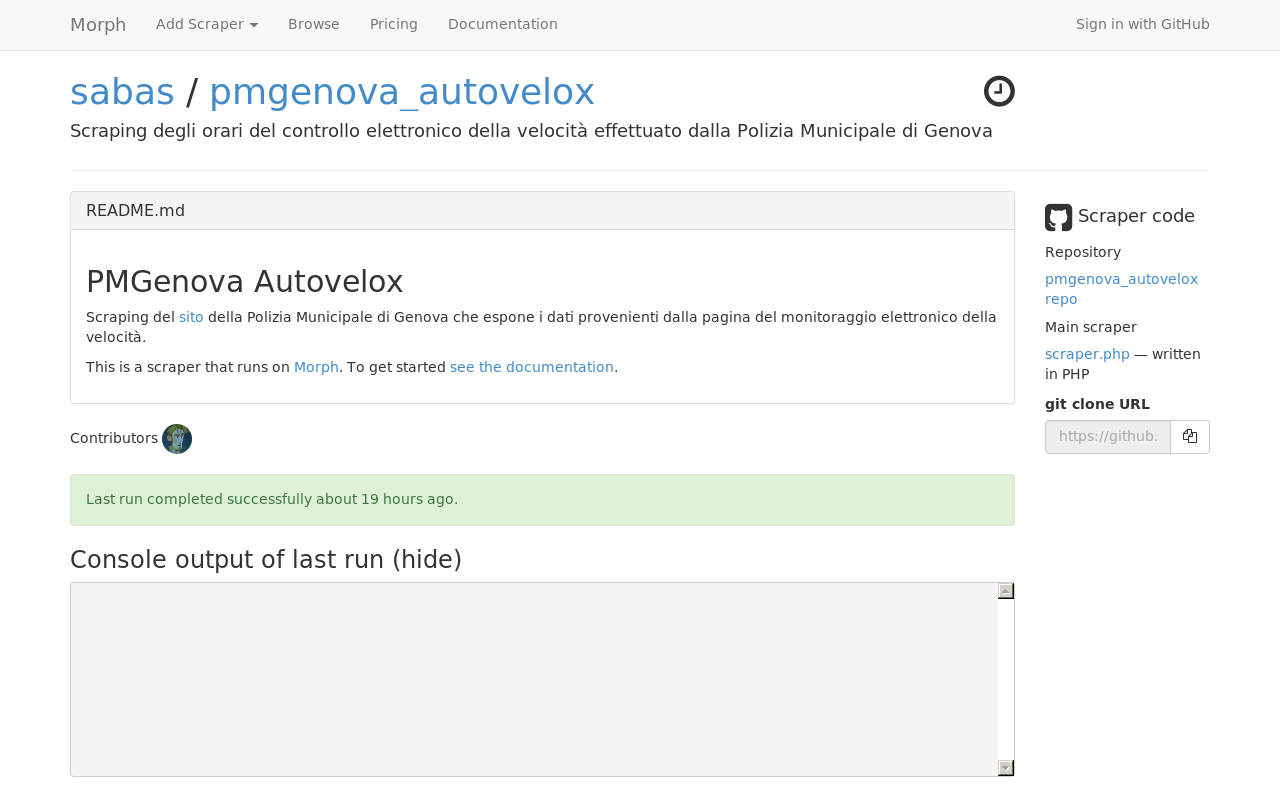 Morph Add Scraper Browse Pricing Documentation Sign in with GitHub
sabas / pmgenova_autovelox
Scraping degli orari del controllo elettronico della velocità effettuato dalla Polizia Municipale di Genova
README.md
PMGenova Autovelox
Scraping del sito della Polizia Municipale di Genova che espone i dati provenienti dalla pagina del monitoraggio elettronico della
velocità.
This is a scraper that runs on Morph. To get started see the documentation.
Contributors
Last run completed successfully about 19 hours ago.
Console output of last run (hide)
Scraper code
Repository
pmgenova_autovelox
repo
Main scraper
scraper.php — written
in PHP
git clone URL
https://github.